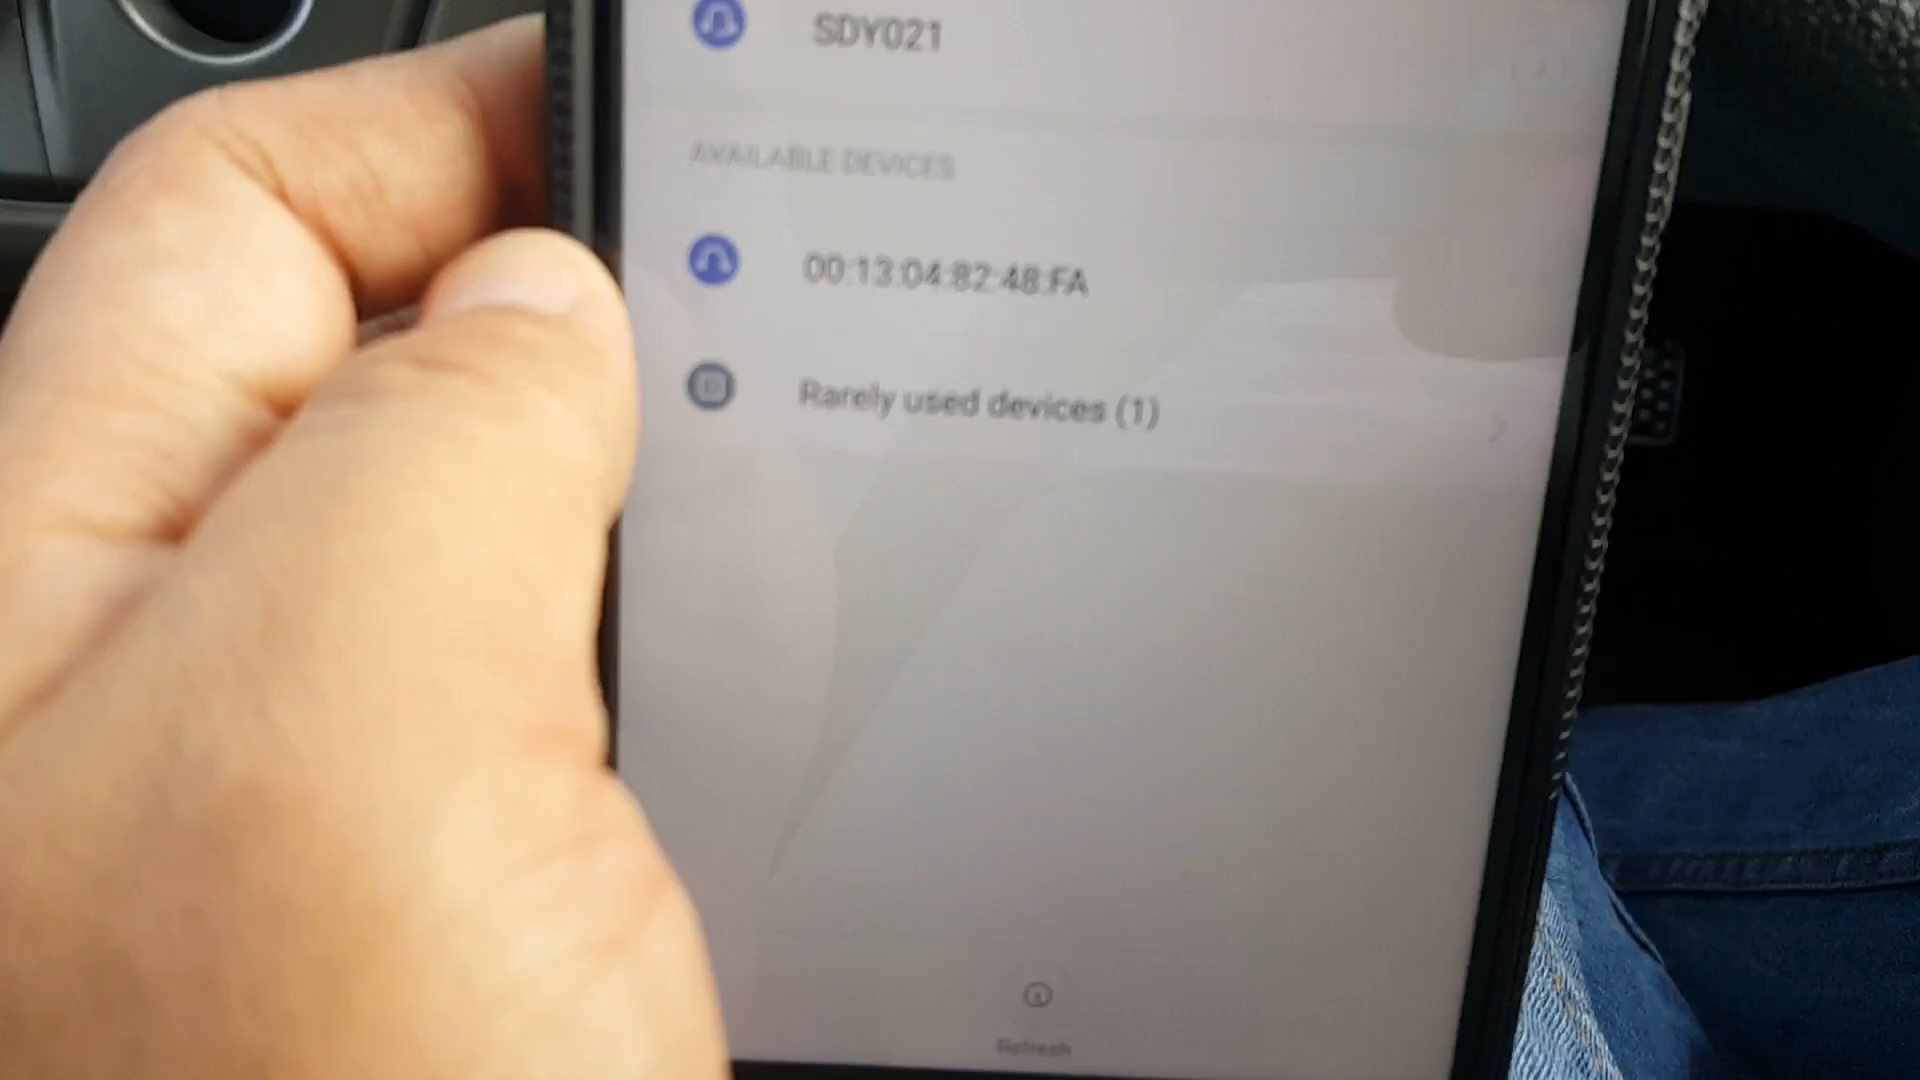 SDY021
AVAILABLE DEVICES
00:13:04:82:48:FA
Rarely used devices (1)
Refresh